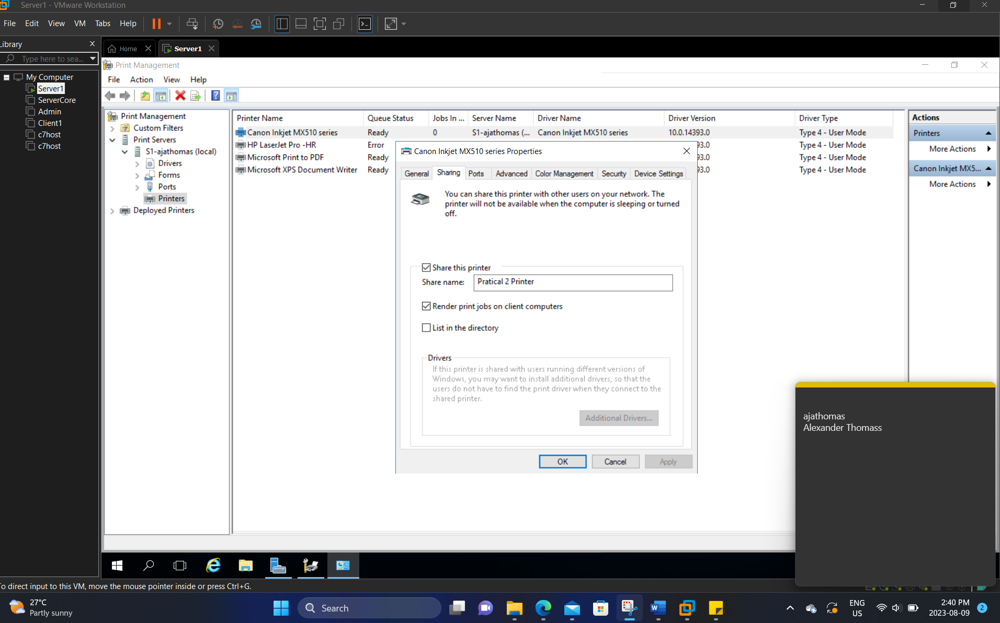 Server1 - VMware Workstation
File Edit View VM Tabs Help
Library
Type here to sea...
My Computer
Server1
ServerCore
Admin
Client1
c7host
c7host
Home
Server1
Print Management
File Action View Help
Print Management
Custom Filters
Print Servers
S1-ajathomas (local)
Drivers
Forms
Ports
Printers
Deployed Printers
Printer Name Queue Status Jobs In ... Server Name Driver Name Driver Version Driver Type
Canon Inkjet MX510 series Ready 0 S1-ajathomas (... Canon Inkjet MX510 series 10.0.14393.0 Type 4 - User Mode
HP LaserJet Pro -HR Error 93.0 Type 4 - User Mode
Microsoft Print to PDF Ready 93.0 Type 4 - User Mode
Microsoft XPS Document Writer Ready 93.0 Type 4 - User Mode
Actions
Printers
More Actions
Canon Inkjet MX5...
More Actions
Canon Inkjet MX510 series Properties
General Sharing Ports Advanced Color Management Security Device Settings
You can share this printer with other users on your network. The
printer will not be available when the computer is sleeping or turned
off.
Share this printer
Share name: Pratical 2 Printer
Render print jobs on client computers
List in the directory
Drivers
If this printer is shared with users running different versions of
Windows, you may want to install additional drivers, so that the
users do not have to find the print driver when they connect to the
shared printer.
Additional Drivers...
OK Cancel Apply
ajathomas
Alexander Thomass
To direct input to this VM, move the mouse pointer inside or press Ctrl+G.
27°C
Partly sunny
Search
ENG
US
2:40 PM
2023-08-09
2